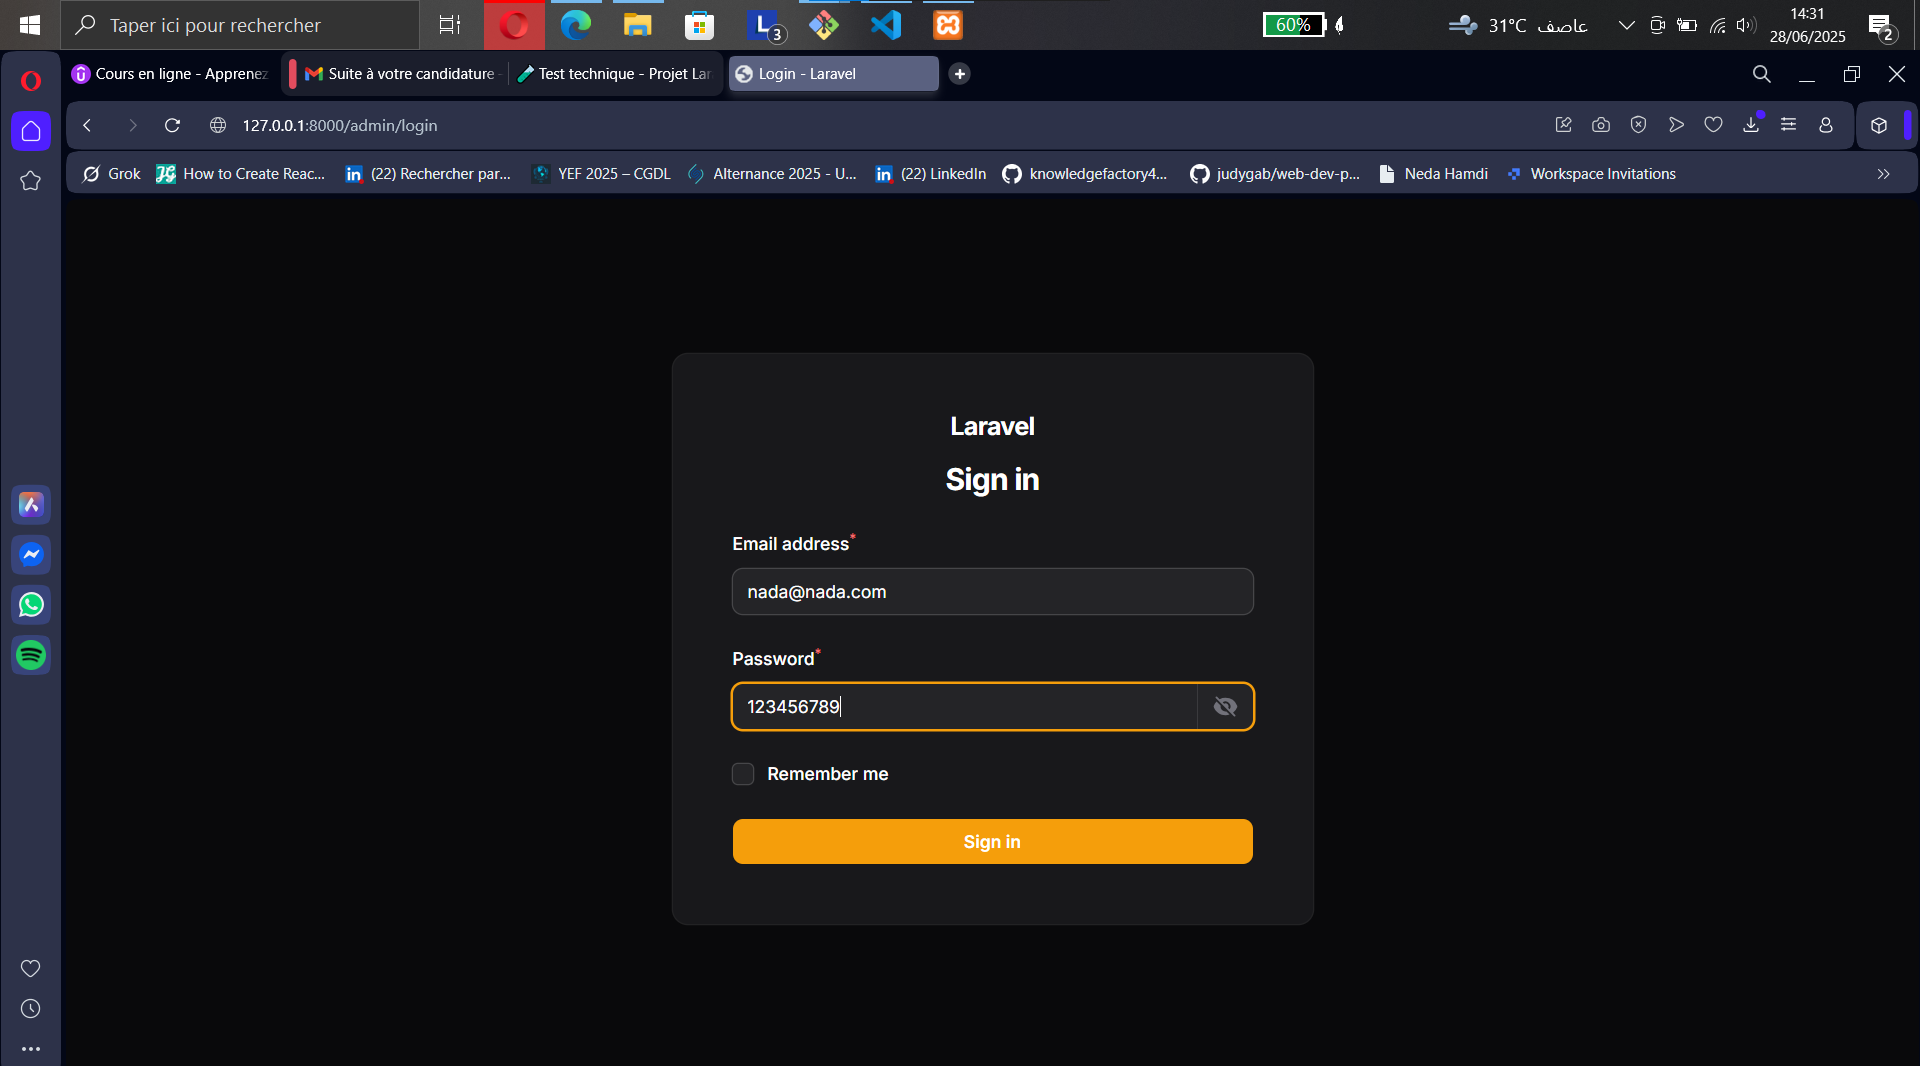 Taper ici pour rechercher
3
60%
31°C عاصف
14:31
28/06/2025
2
Cours en ligne - Apprenez
Suite à votre candidature -
Test technique - Projet Lar
Login - Laravel
127.0.0.1:8000/admin/login
Grok
How to Create Reac...
(22) Rechercher par...
YEF 2025 – CGDL
Alternance 2025 - U...
(22) LinkedIn
knowledgefactory4...
judygab/web-dev-p...
Neda Hamdi
Workspace Invitations
Laravel
Sign in
Email address*
nada@nada.com
Password*
123456789
Remember me
Sign in